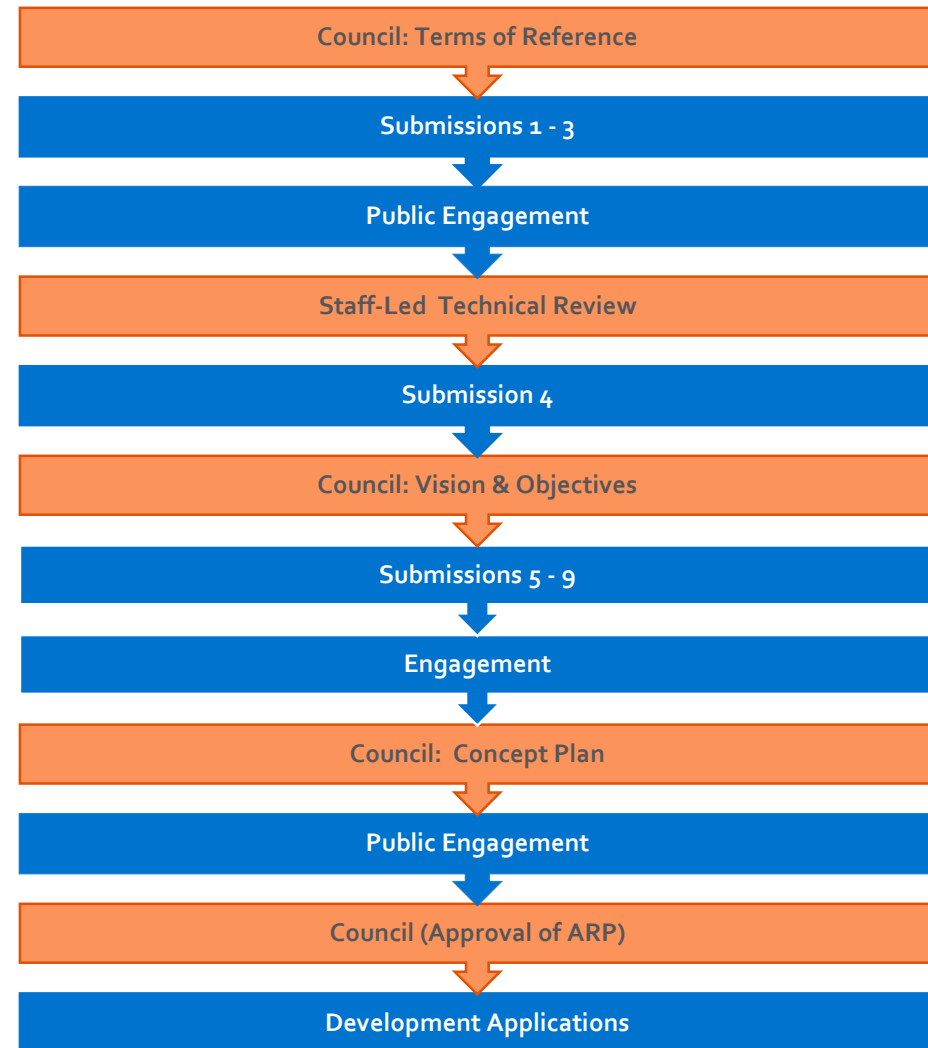 Council: Terms of Reference
Submissions 1 - 3
Public Engagement
Staff-Led Technical Review
Submission 4
Council: Vision & Objectives
Submissions 5 - 9
Engagement
Council: Concept Plan
Public Engagement
Council (Approval of ARP)
Development Applications